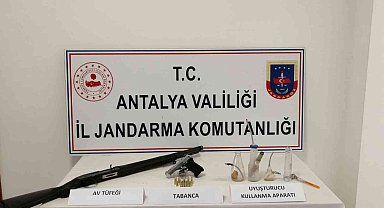 T.C.
ANTALYA VALİLİĞİ
İL JANDARMA KOMUTANLIĞI
AV TÜFEĞİ
TABANCA
UYUŞTURUCU
KULLANMA APARATI